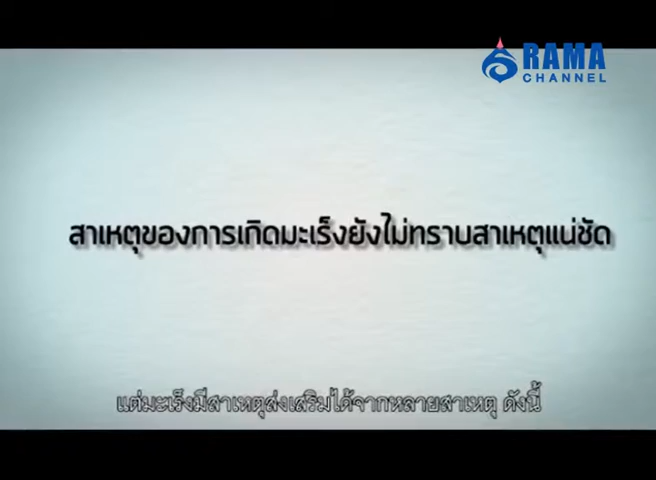 RAMA
CHANNEL
สาเหตุของการเกิดมะเร็งยังไม่ทราบสาเหตุแน่ชัด
แต่มะเร็งมีสาเหตุส่งเสริมได้จากหลายสาเหตุ ดังนี้